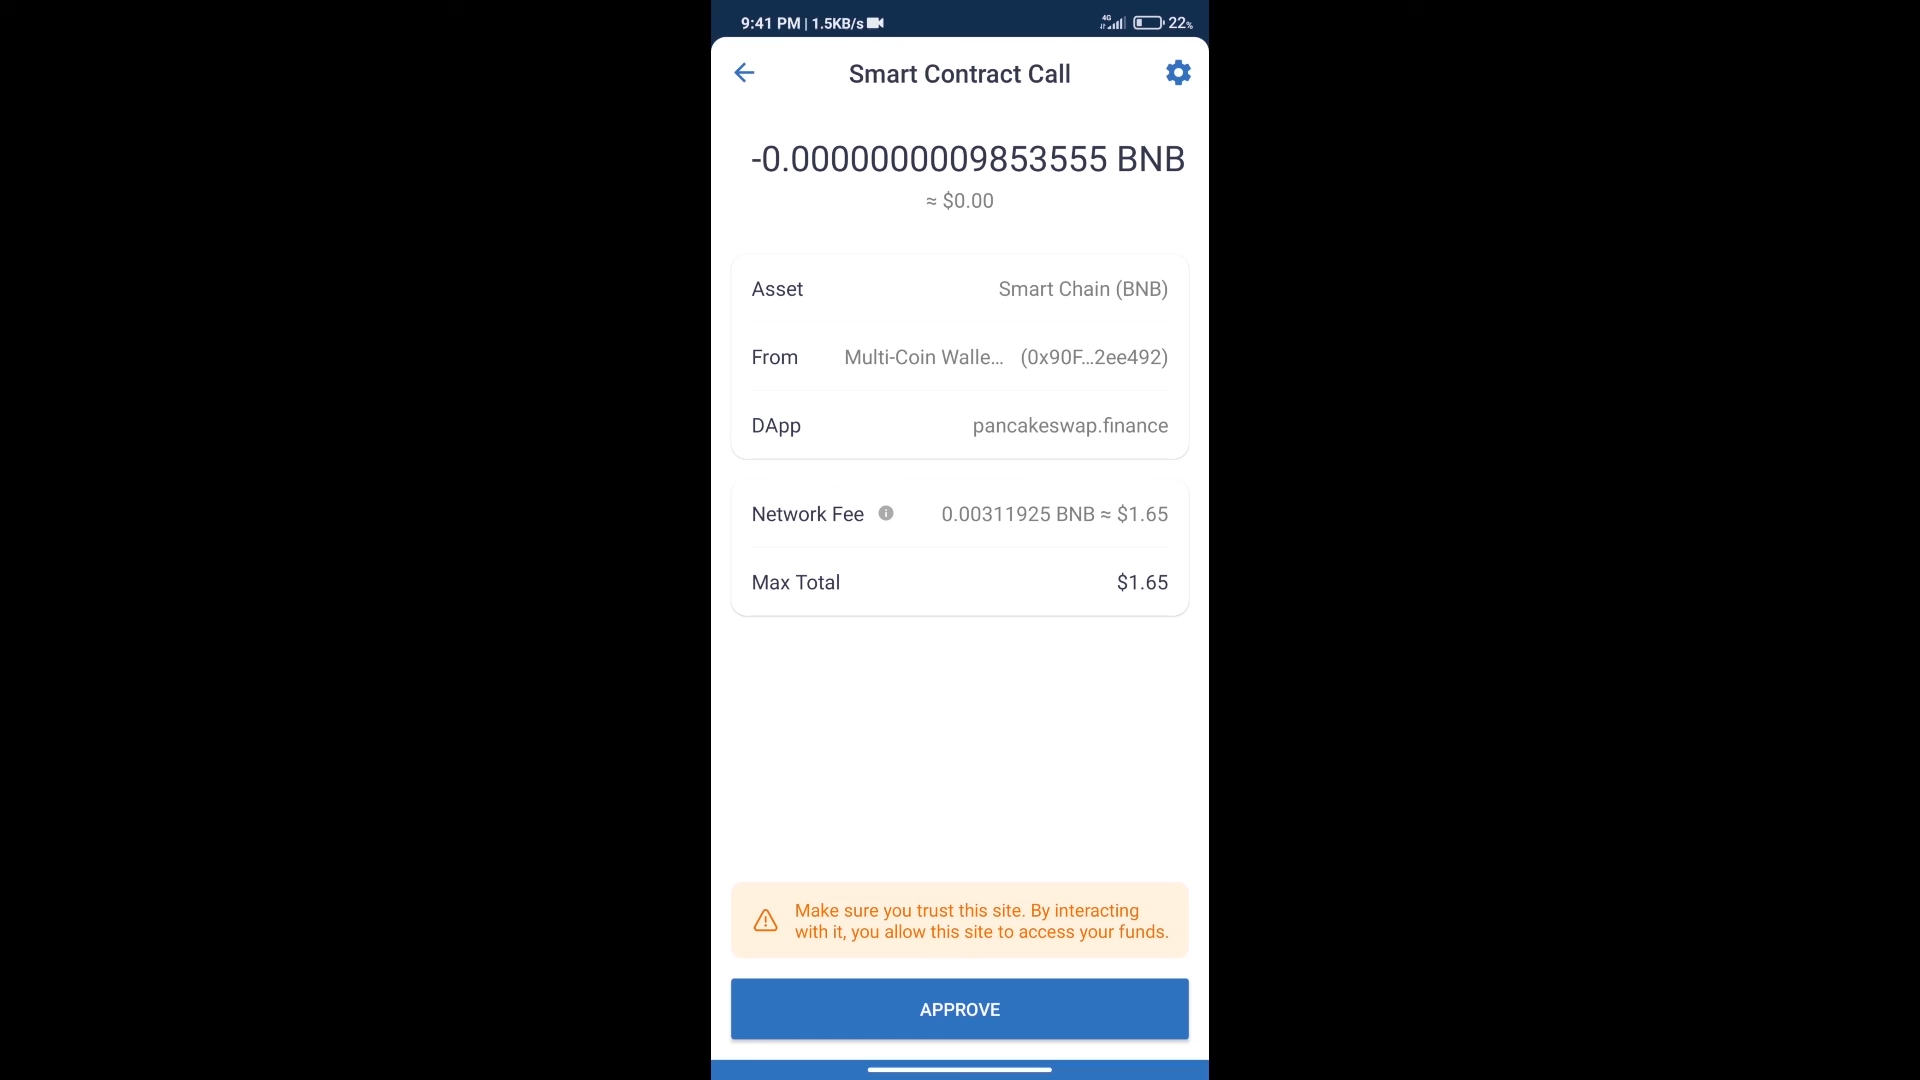 9:41 PM | 1.5KB/s 4G 22%
Smart Contract Call
-0.0000000009853555 BNB
≈ $0.00
Asset Smart Chain (BNB)
From Multi-Coin Walle... (0x90F...2ee492)
DApp pancakeswap.finance
Network Fee 0.00311925 BNB ≈ $1.65
Max Total $1.65
Make sure you trust this site. By interacting
with it, you allow this site to access your funds.
APPROVE